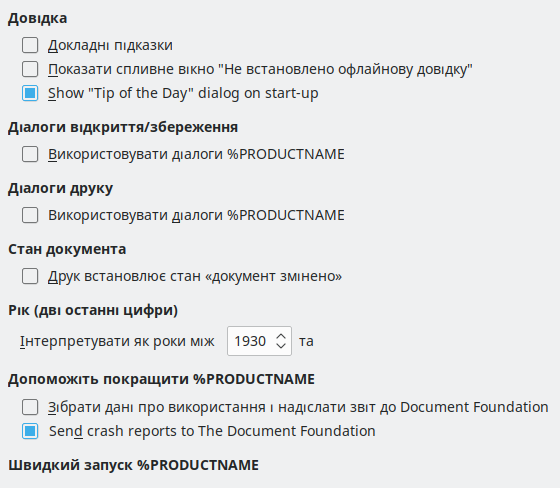 Довідка
Докладні підказки
Показати спливне вікно "Не встановлено офлайнову довідку"
Show "Tip of the Day" dialog on start-up
Діалоги відкриття/збереження
Використовувати діалоги %PRODUCTNAME
Діалоги друку
Використовувати діалоги %PRODUCTNAME
Стан документа
Друк встановлює стан «документ змінено»
Рік (дві останні цифри)
Інтерпретувати як роки між 1930 та
Допоможіть покращити %PRODUCTNAME
Зібрати дані про використання і надіслати звіт до Document Foundation
Send crash reports to The Document Foundation
Швидкий запуск %PRODUCTNAME